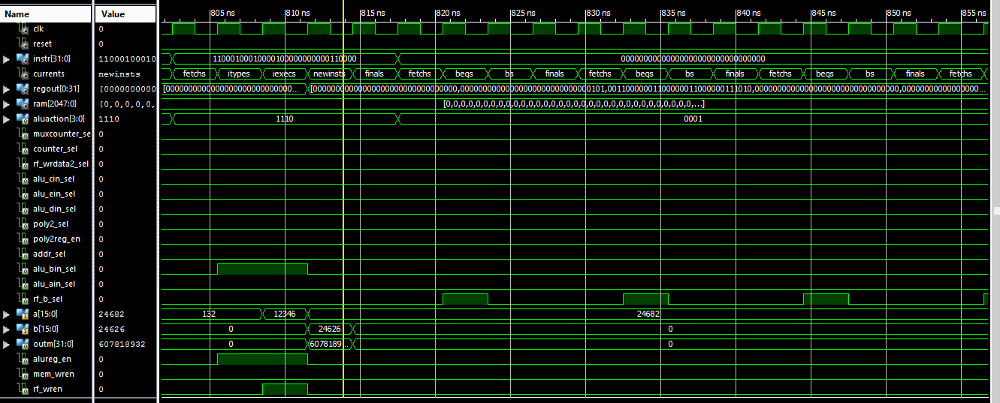 Name Value 805 ns 810 ns 815 ns 820 ns 825 ns 830 ns 835 ns 840 ns 845 ns 850 ns 855 ns
clk 0
reset 0
instr[31:0] 11000100010 11000100010000100000000000110000 00000000000000000000000000000000
currents newinsts fetchs itypes iexecs newinsts finals fetchs beqs bs finals fetchs beqs bs finals fetchs beqs bs finals fetchs
regout[0:31] [0000000000
ram[2047:0] [0,0,0,0,0, [0,0,0,0,0,0,0,0,0,0,0,0,0,0,0,0,0,0,0,0,0,0,0,0,0,0,0,0,0,0,0,0,0,...]
aluaction[3:0] 1110 1110 0001
muxcounter_se 0
counter_sel 0
rf_wrdata2_sel 0
alu_cin_sel 0
alu_ein_sel 0
alu_din_sel 0
poly2_sel 0
poly2reg_en 0
addr_sel 0
alu_bin_sel 0
alu_ain_sel 0
rf_b_sel 0
a[15:0] 24682 132 12346 24682
b[15:0] 24626 0 24626 0
outm[31:0] 607818932 0 6078189... 0
alureg_en 0
mem_wren 0
rf_wren 0